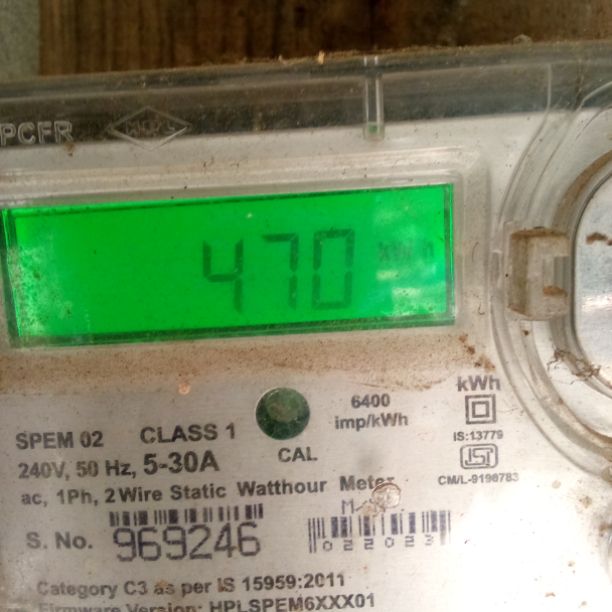 PCFR
470 kWh
6400
imp/kWh
kWh
IS:13779
SPEM 02 CLASS 1
CAL
240V, 50 Hz, 5-30A
CM/L-9198783
ac, 1Ph, 2 Wire Static Watthour Meter
S. No. 969246
022023
Category C3 as per IS 15959:2011
Firmware Version: HPLSPEM6XXX01